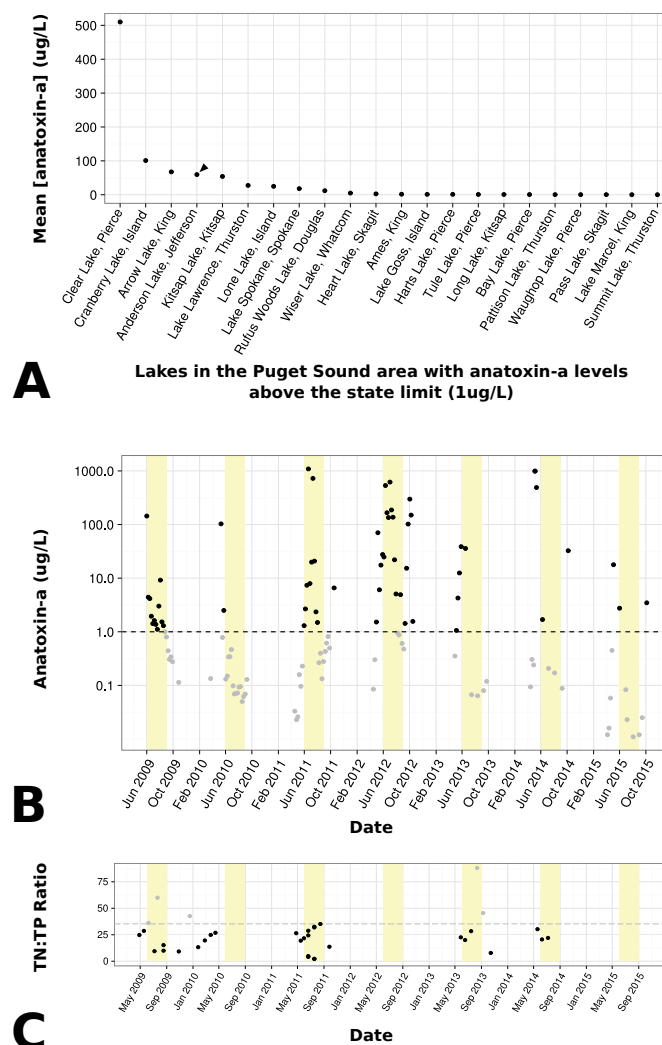 Mean [anatoxin-a] (ug/L)
500
400
300
200
100
0
Clear Lake, Pierce
Cranberry Lake, Island
Arrow Lake, King
Anderson Lake, Jefferson
Kitsap Lake, Kitsap
Lake Lawrence, Thurston
Lone Lake, Island
Lake Spokane, Spokane
Rufus Woods Lake, Douglas
Wiser Lake, Whatcom
Heart Lake, Skagit
Ames, King
Lake Goss, Island
Harts Lake, Pierce
Tule Lake, Pierce
Long Lake, Kitsap
Bay Lake, Pierce
Pattison Lake, Thurston
Waughop Lake, Pierce
Pass Lake, Skagit
Lake Marcel, King
Summit Lake, Thurston
A
Lakes in the Puget Sound area with anatoxin-a levels
above the state limit (1ug/L)
Anatoxin-a (ug/L)
1000.0
100.0
10.0
1.0
0.1
Jun 2009
Oct 2009
Feb 2010
Jun 2010
Oct 2010
Feb 2011
Jun 2011
Oct 2011
Feb 2012
Jun 2012
Oct 2012
Feb 2013
Jun 2013
Oct 2013
Feb 2014
Jun 2014
Oct 2014
Feb 2015
Jun 2015
Oct 2015
B
Date
TN:TP Ratio
75
50
25
0
May 2009
Sep 2009
Jan 2010
May 2010
Sep 2010
Jan 2011
May 2011
Sep 2011
Jan 2012
May 2012
Sep 2012
Jan 2013
May 2013
Sep 2013
Jan 2014
May 2014
Sep 2014
Jan 2015
May 2015
Sep 2015
C
Date